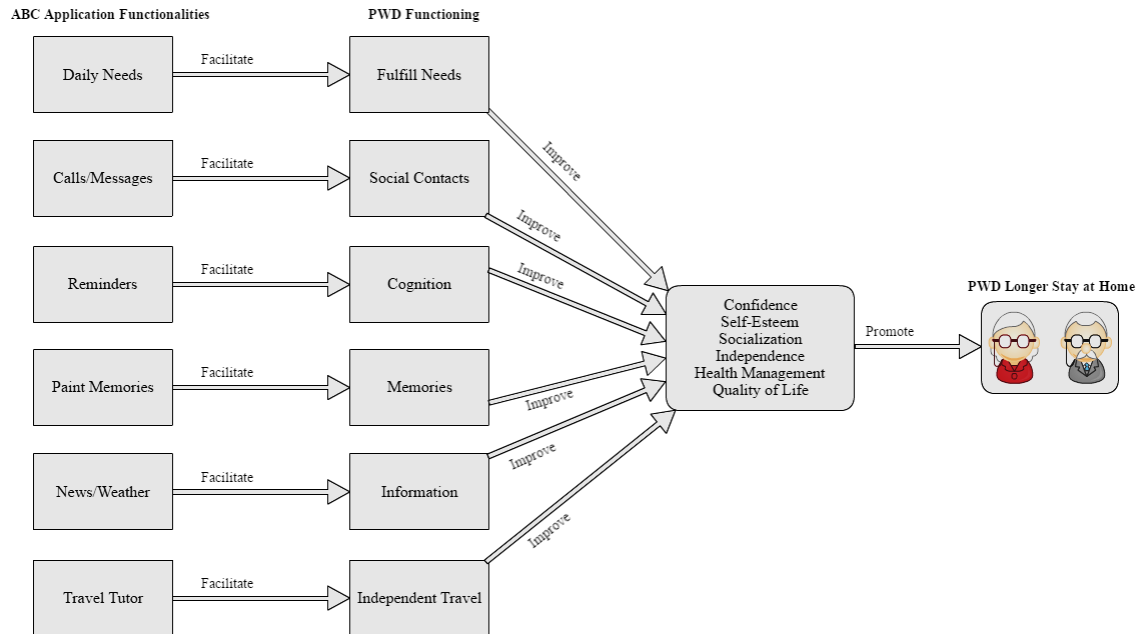 ABC Application Functionalities
PWD Functioning
Daily Needs
Facilitate
Fulfill Needs
Improve
Calls/Messages
Facilitate
Social Contacts
Improve
Reminders
Facilitate
Cognition
Improve
Paint Memories
Facilitate
Memories
Improve
News/Weather
Facilitate
Information
Improve
Travel Tutor
Facilitate
Independent Travel
Improve
Confidence
Self-Esteem
Socialization
Independence
Health Management
Quality of Life
Promote
PWD Longer Stay at Home